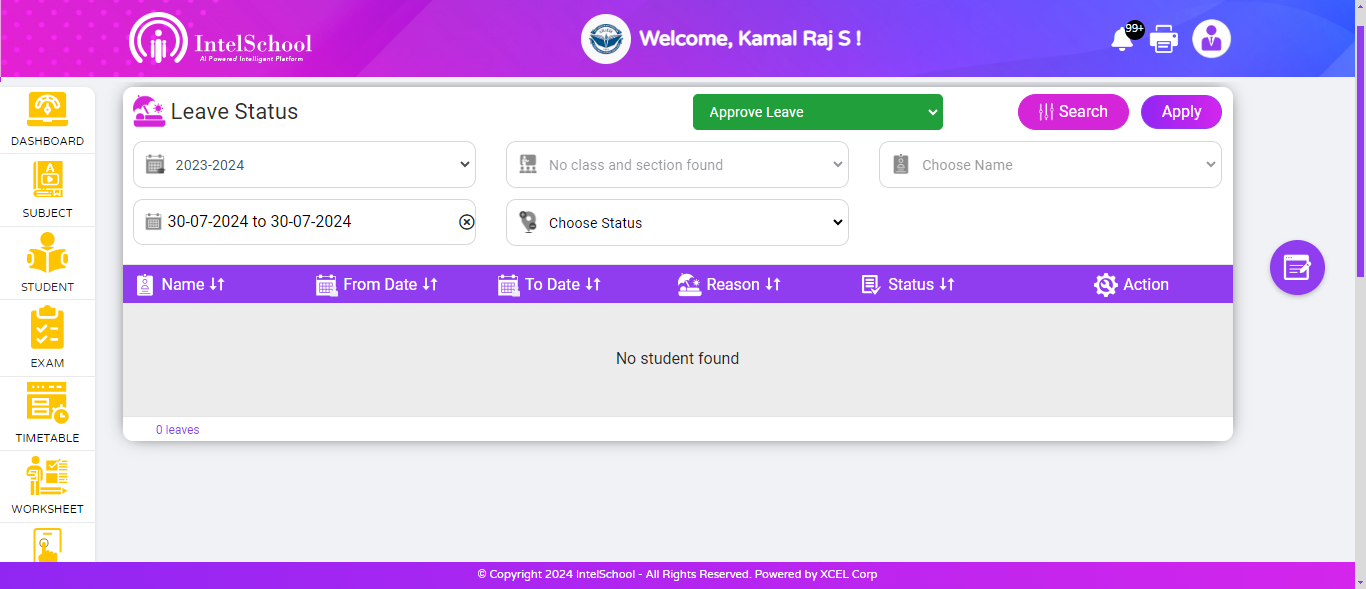 IntelSchool
AI Powered Intelligent Platform
Welcome, Kamal Raj S !
99+
DASHBOARD
SUBJECT
STUDENT
EXAM
TIMETABLE
WORKSHEET
Leave Status
Approve Leave
Search
Apply
2023-2024
No class and section found
Choose Name
30-07-2024 to 30-07-2024
Choose Status
Name From Date To Date Reason Status Action
No student found
0 leaves
© Copyright 2024 IntelSchool - All Rights Reserved. Powered by XCEL Corp